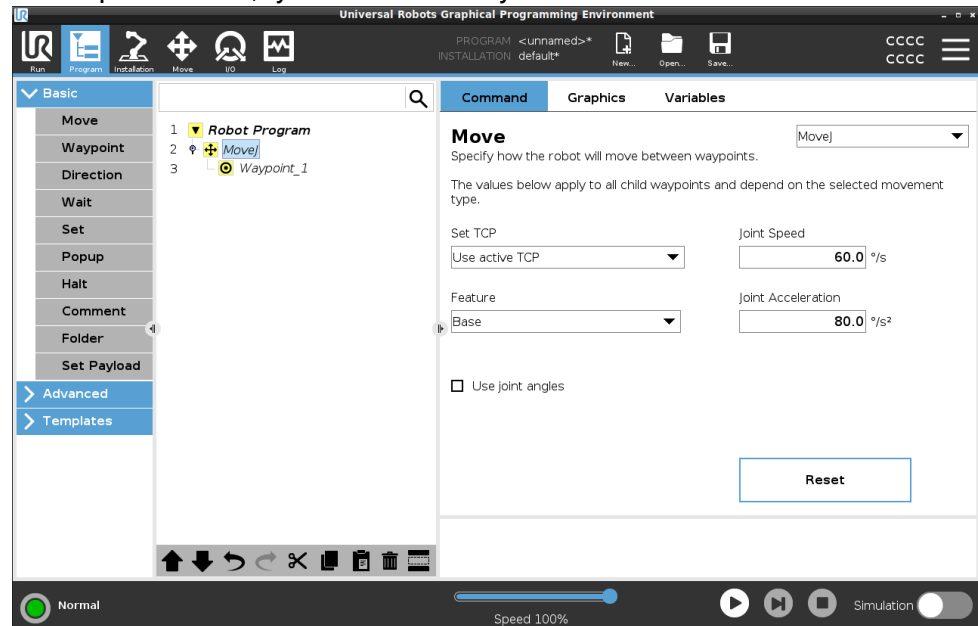 Universal Robots Graphical Programming Environment
PROGRAM <unnamed>*
INSTALLATION default*
Run Program Installation Move I/O Log New... Open... Save...
CCCC
CCCC
Basic
Move
Waypoint
Direction
Wait
Set
Popup
Halt
Comment
Folder
Set Payload
Advanced
Templates
1 Robot Program
2 MoveJ
3 Waypoint_1
Command Graphics Variables
Move
MoveJ
Specify how the robot will move between waypoints.
The values below apply to all child waypoints and depend on the selected movement
type.
Set TCP
Use active TCP
Joint Speed
60.0 °/s
Feature
Base
Joint Acceleration
80.0 °/s²
Use joint angles
Reset
Normal
Speed 100%
Simulation